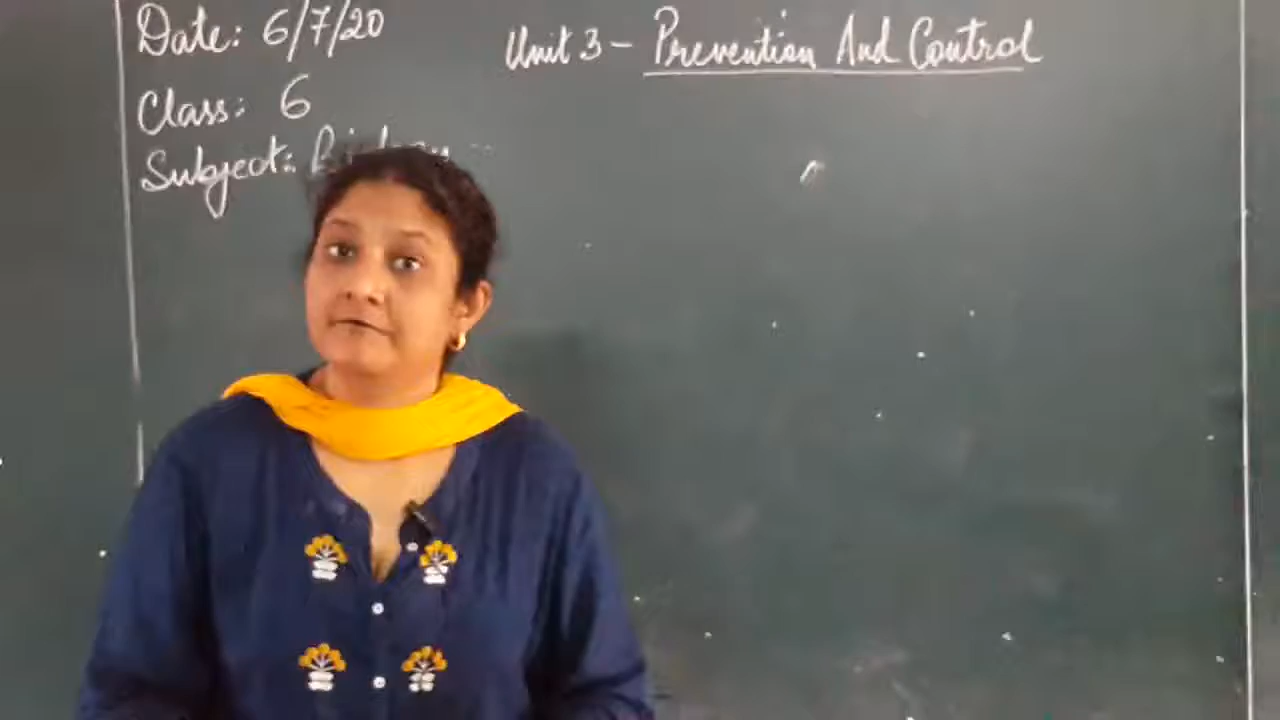 Date: 6/7/20
Unit 3 - Prevention And Control
Class: 6
Subject: